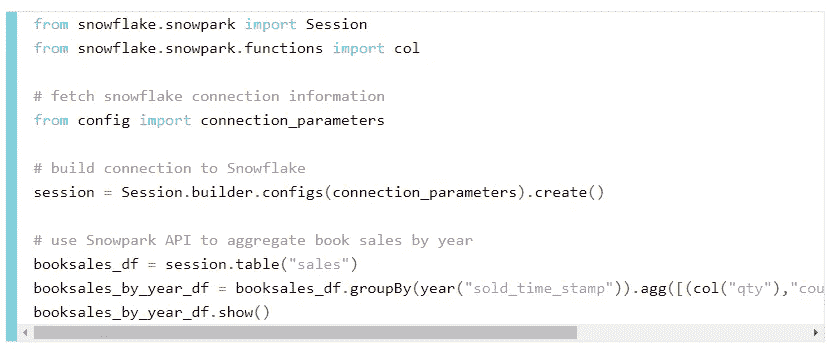 from snowflake.snowpark import Session
from snowflake.snowpark.functions import col
# fetch snowflake connection information
from config import connection_parameters
# build connection to Snowflake
session = Session.builder.configs(connection_parameters).create()
# use Snowpark API to aggregate book sales by year
booksales_df = session.table("sales")
booksales_by_year_df = booksales_df.groupBy(year("sold_time_stamp")).agg([(col("qty"),"cou
booksales_by_year_df.show()